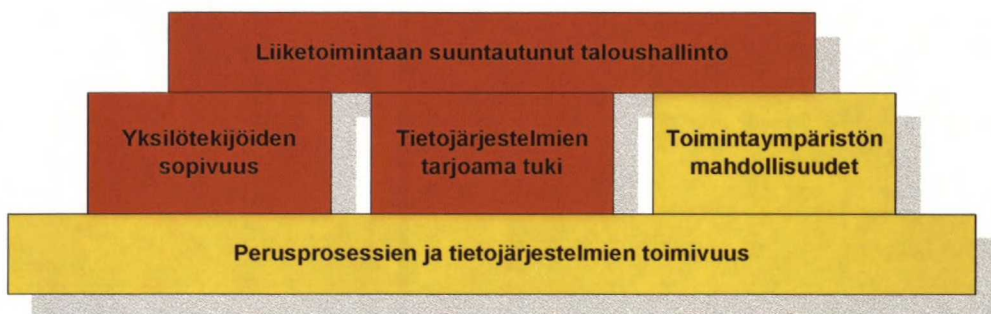 Liiketoimintaan suuntautunut taloushallinto
Yksilötekijöiden
sopivuus
Tietojärjestelmien
tarjoama tuki
Toimintaympäristön
mahdollisuudet
Perusprosessien ja tietojärjestelmien toimivuus